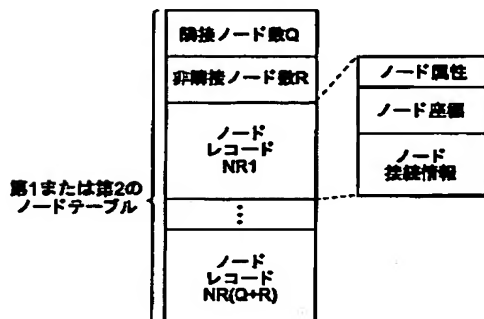 隣接ノード数Q
非隣接ノード数R
ノード
レコード
NR1
⋮
ノード
レコード
NR(Q+R)
第1または第2の
ノードテーブル
ノード属性
ノード座標
ノード
接続情報